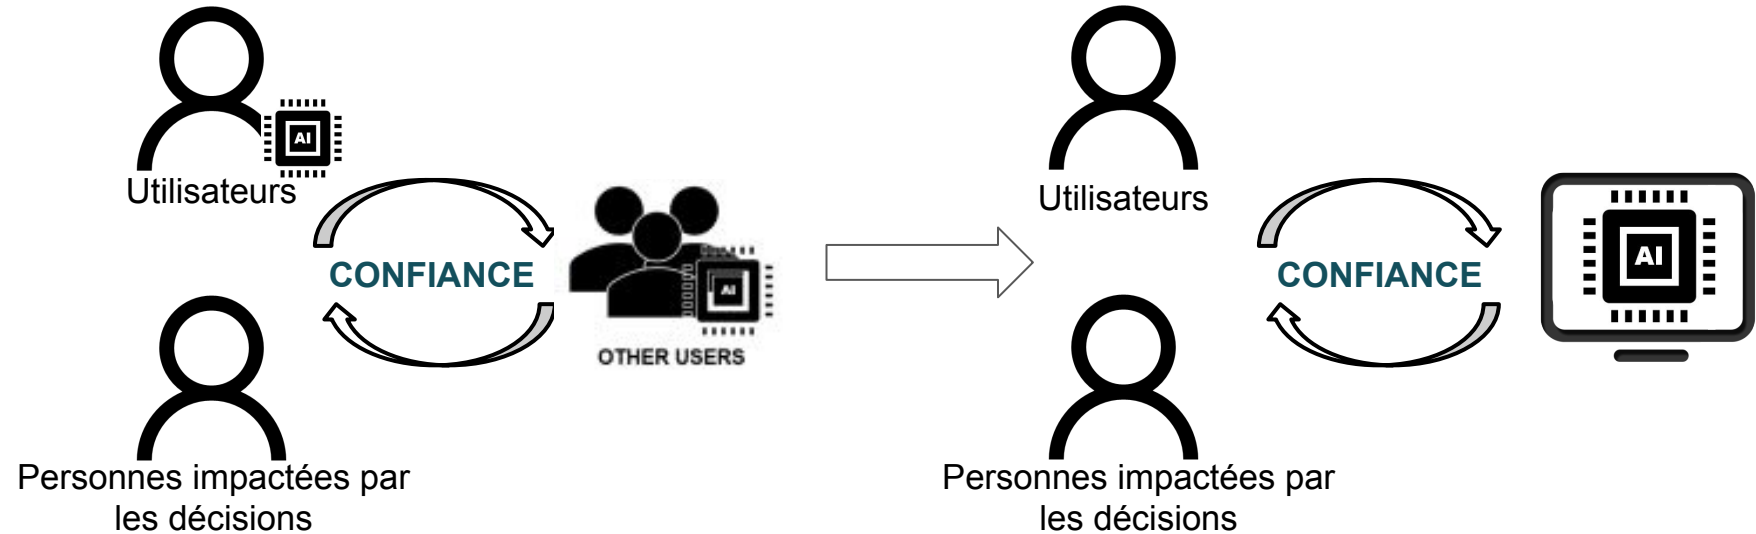 AI
Utilisateurs
CONFIANCE
AI
OTHER USERS
Personnes impactées par
les décisions
Utilisateurs
CONFIANCE
AI
Personnes impactées par
les décisions